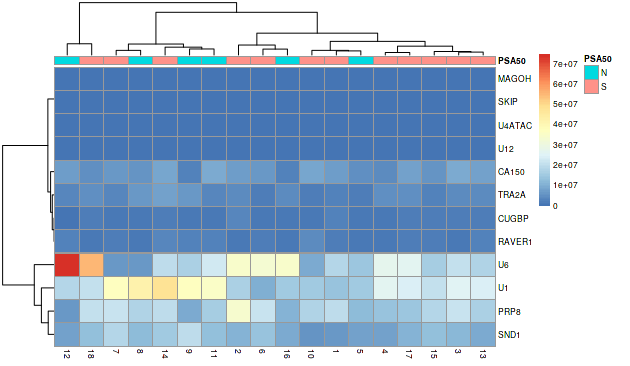 PSA50
MAGOH
SKIP
U4ATAC
U12
CA150
TRA2A
CUGBP
RAVER1
U6
U1
PRP8
SND1
12 18 7 8 14 9 11 2 6 16 10 1 5 4 17 15 3 13
7e+07
6e+07
5e+07
4e+07
3e+07
2e+07
1e+07
0
PSA50
N
S